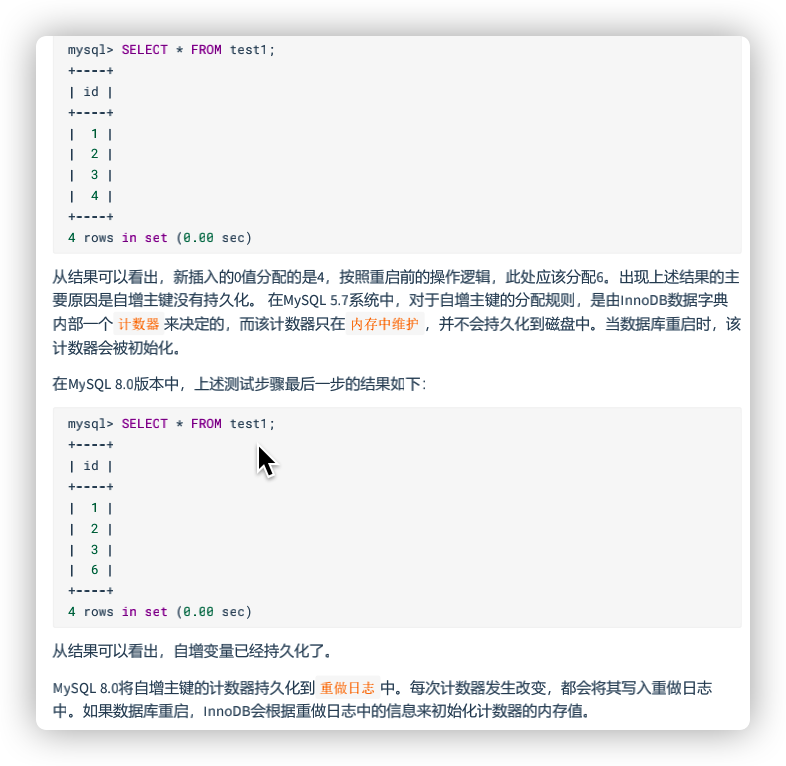 mysql> SELECT * FROM test1;
+----+
| id |
+----+
|  1 |
|  2 |
|  3 |
|  4 |
+----+
4 rows in set (0.00 sec)
从结果可以看出，新插入的0值分配的是4，按照重启前的操作逻辑，此处应该分配6。出现上述结果的主
要原因是自增主键没有持久化。 在MySQL 5.7系统中，对于自增主键的分配规则，是由InnoDB数据字典
内部一个 计数器 来决定的，而该计数器只在 内存中维护 ，并不会持久化到磁盘中。当数据库重启时，该
计数器会被初始化。
在MySQL 8.0版本中，上述测试步骤最后一步的结果如下：
mysql> SELECT * FROM test1;
+----+
| id |
+----+
|  1 |
|  2 |
|  3 |
|  6 |
+----+
4 rows in set (0.00 sec)
从结果可以看出，自增变量已经持久化了。
MySQL 8.0将自增主键的计数器持久化到 重做日志 中。每次计数器发生改变，都会将其写入重做日志
中。如果数据库重启，InnoDB会根据重做日志中的信息来初始化计数器的内存值。